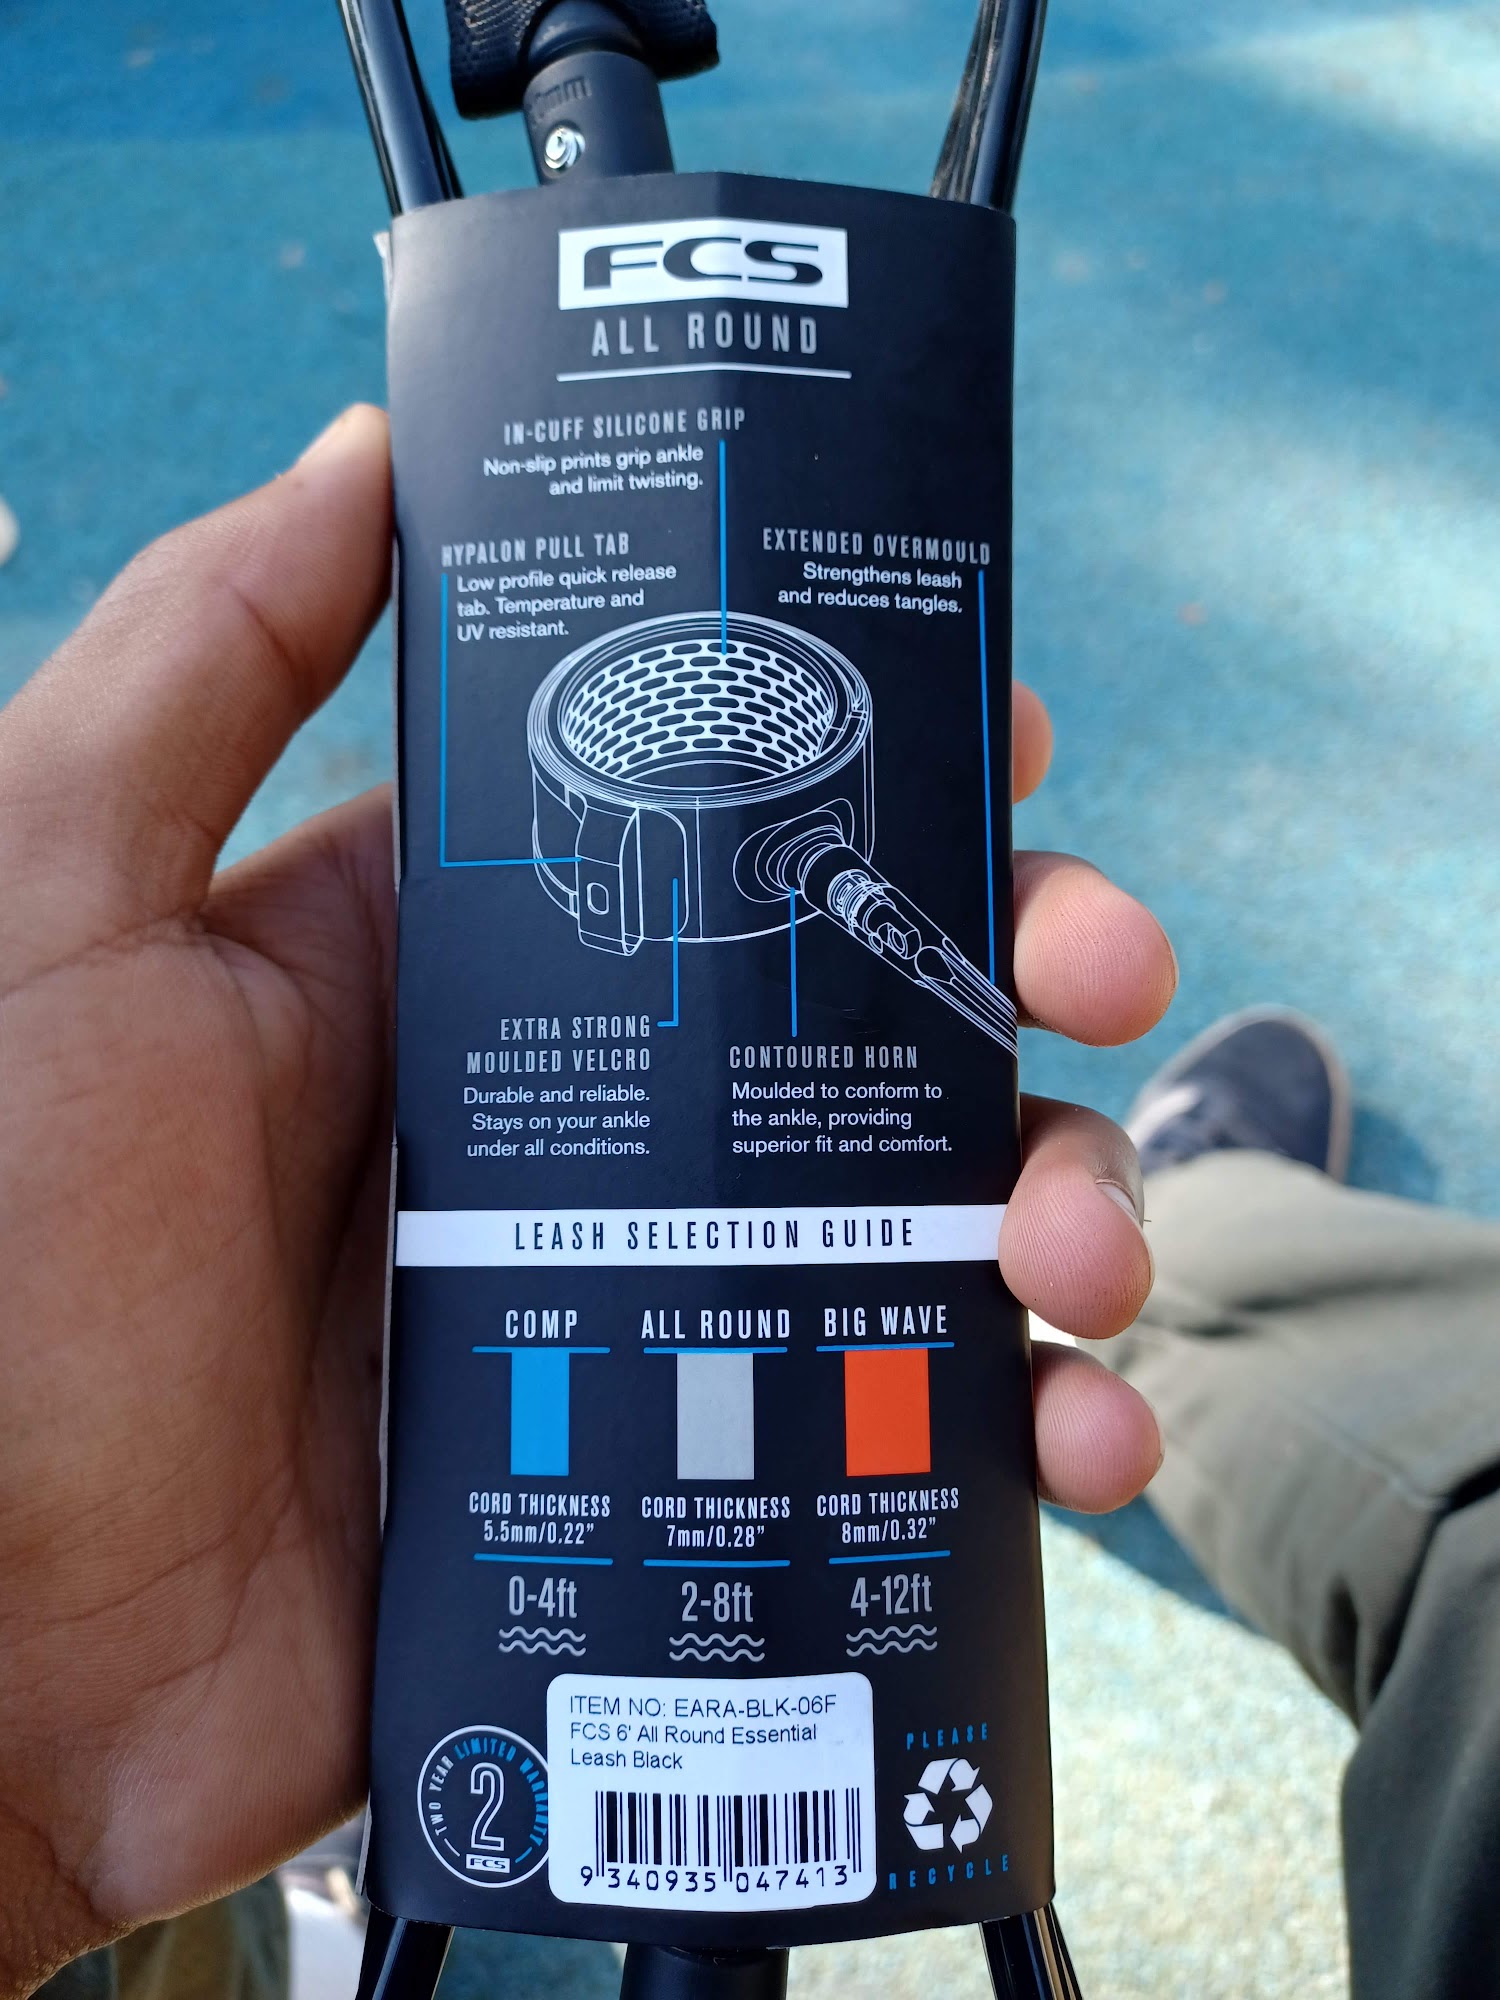 FCS
ALL ROUND
IN-CUFF SILICONE GRIP
Non-slip prints grip ankle
and limit twisting.
HYPALON PULL TAB
Low profile quick release
tab. Temperature and
UV resistant.
EXTENDED OVERMOULD
Strengthens leash
and reduces tangles.
EXTRA STRONG
MOULDED VELCRO
Durable and reliable.
Stays on your ankle
under all conditions.
CONTOURED HORN
Moulded to conform to
the ankle, providing
superior fit and comfort.
LEASH SELECTION GUIDE
COMP
CORD THICKNESS
5.5mm/0.22”
0-4ft
ALL ROUND
CORD THICKNESS
7mm/0.28”
2-8ft
BIG WAVE
CORD THICKNESS
8mm/0.32”
4-12ft
TWO YEAR LIMITED WARRANTY
2
FCS
ITEM NO: EARA-BLK-06F
FCS 6' All Round Essential
Leash Black
9 340935 047413
PLEASE
RECYCLE